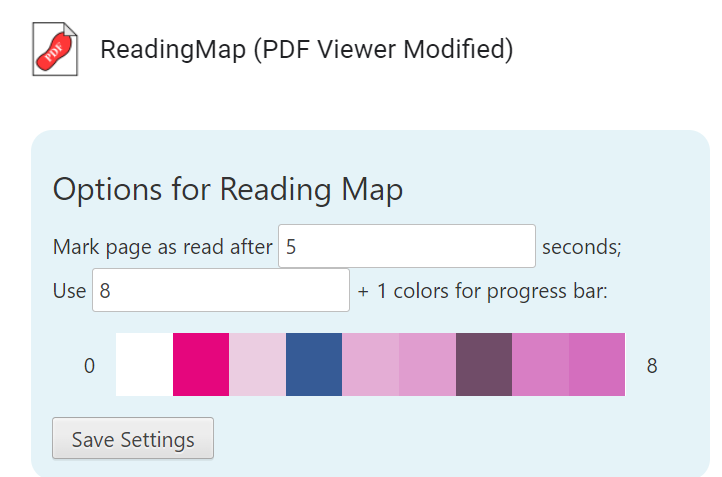 PDF
ReadingMap (PDF Viewer Modified)
Options for Reading Map
Mark page as read after 5 seconds;
Use 8 + 1 colors for progress bar:
0 8
Save Settings